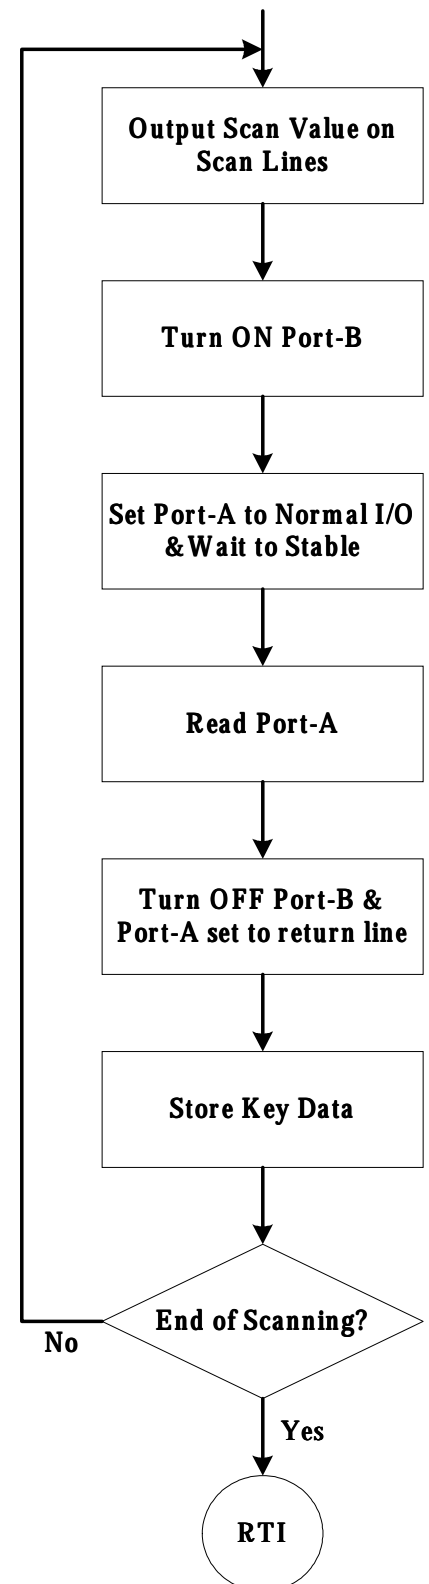 Output Scan Value on
Scan Lines
Turn ON Port-B
Set Port-A to Normal I/O
&Wait to Stable
Read Port-A
Turn OFF Port-B &
Port-A set to return line
Store Key Data
End of Scanning?
No
Yes
RTI